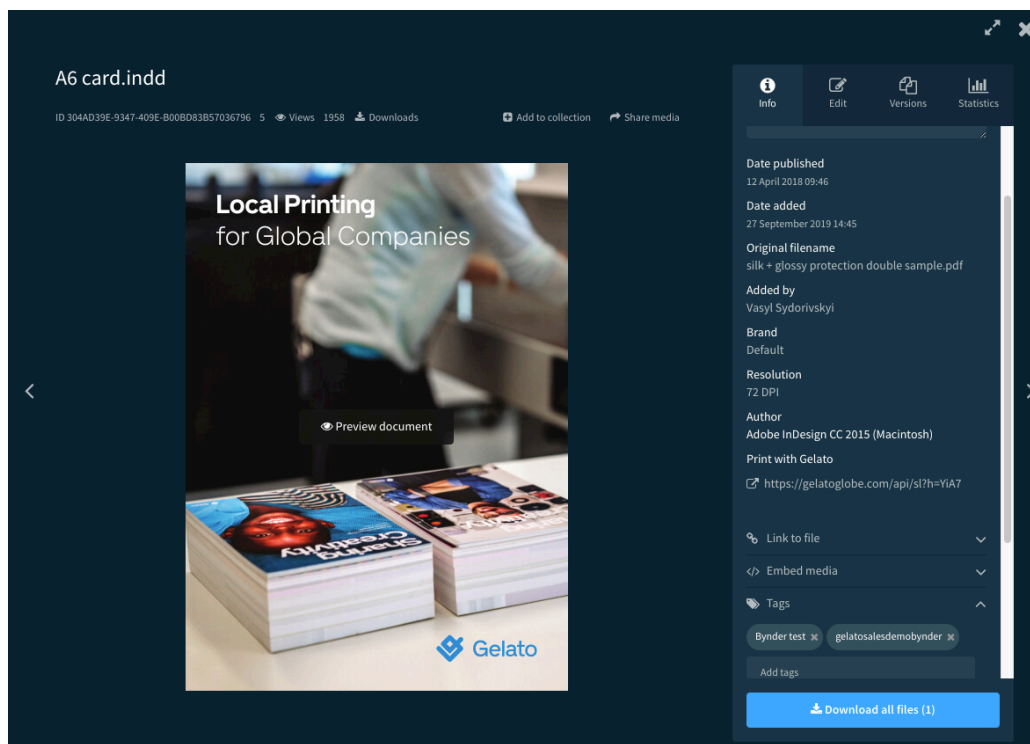 A6 card.indd
ID 304AD39E-9347-409E-B00BD83B57036796 5 Views 1958 Downloads
Add to collection Share media
Local Printing
for Global Companies
Preview document
Sharing
Creativity
Gelato
Info Edit Versions Statistics
Date published
12 April 2018 09:46
Date added
27 September 2019 14:45
Original filename
silk + glossy protection double sample.pdf
Added by
Vasyl Sydorivskyi
Brand
Default
Resolution
72 DPI
Author
Adobe InDesign CC 2015 (Macintosh)
Print with Gelato
https://gelatoglobe.com/api/sl?h=YiA7
Link to file
Embed media
Tags
Bynder test gelatosalesdemobynder
Add tags
Download all files (1)